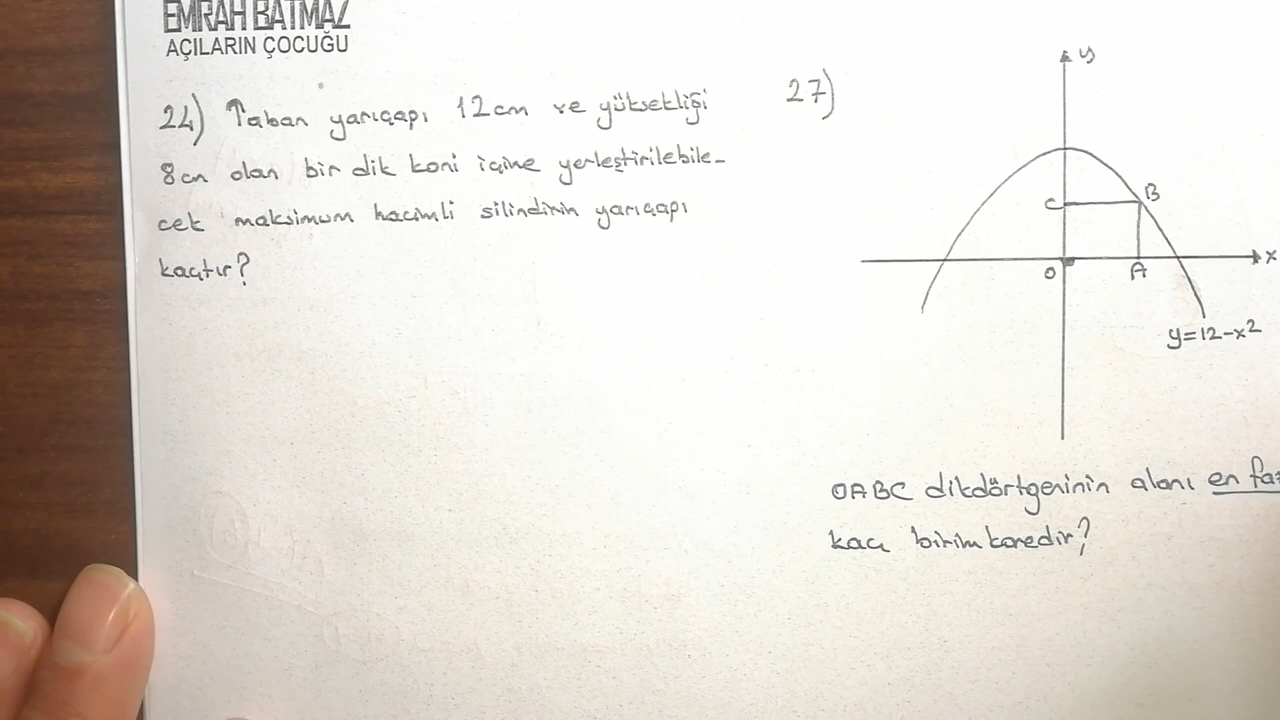 EMRAH BATMAZ
AÇILARIN ÇOCUĞU
24) Taban yarıçapı 12cm ve yüksekliği
8cm olan bir dik koni içine yerleştirilebile-
cek maksimum hacimli silindirin yarıçapı
kaçtır?
27)
y
C
B
O
A
x
y=12-x²
OABC dikdörtgeninin alanı en
kaç birimkaredir?